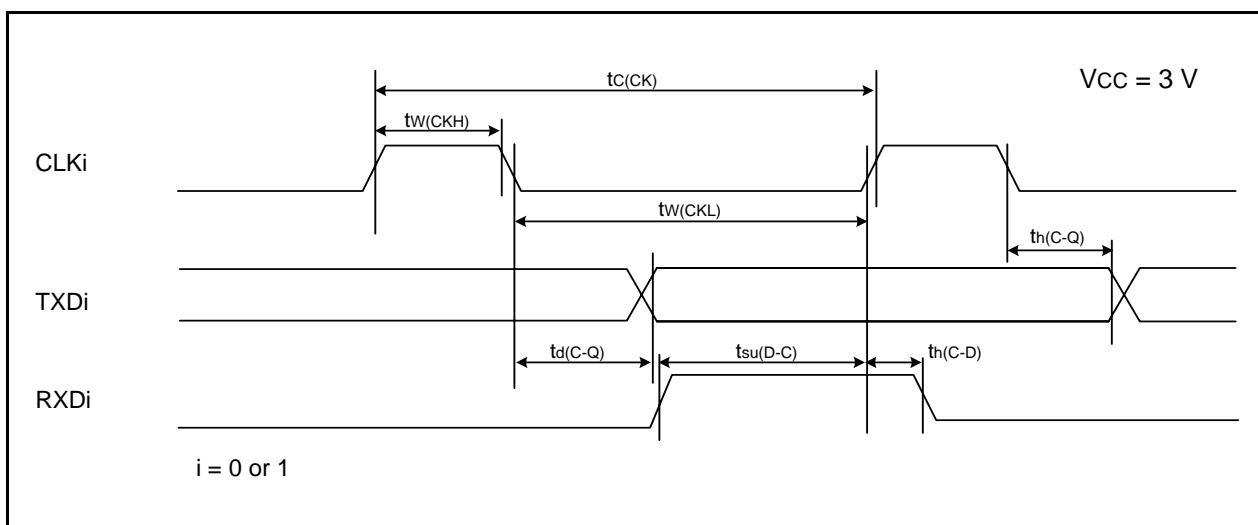 tC(CK)
VCC = 3 V
tW(CKH)
CLKi
tW(CKL)
th(C-Q)
TXDi
td(C-Q)
tsu(D-C)
th(C-D)
RXDi
i = 0 or 1